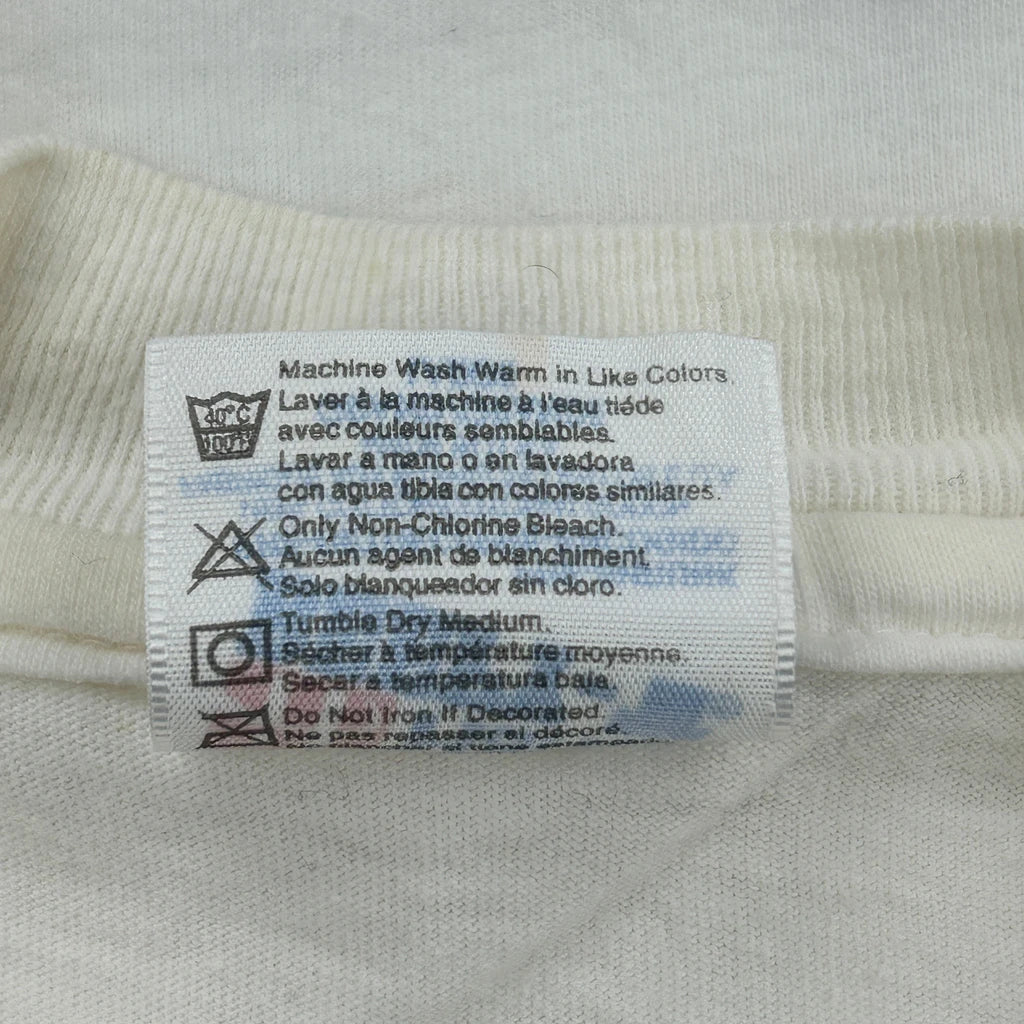 Machine Wash Warm in Like Colors.
40°C
100°F
Laver à la machine à l'eau tiéde
avec couleurs semblables.
Lavar a mano o en lavadora
con agua tibia con colores similares.
Only Non-Chlorine Bleach.
Aucun agent de blanchiment.
Solo blanqueador sin cloro.
Tumble Dry Medium.
Sécher à température moyenne.
Secar a temperatura baia.
Do Not Iron If Decorated.
Ne pas repasser si décoré.